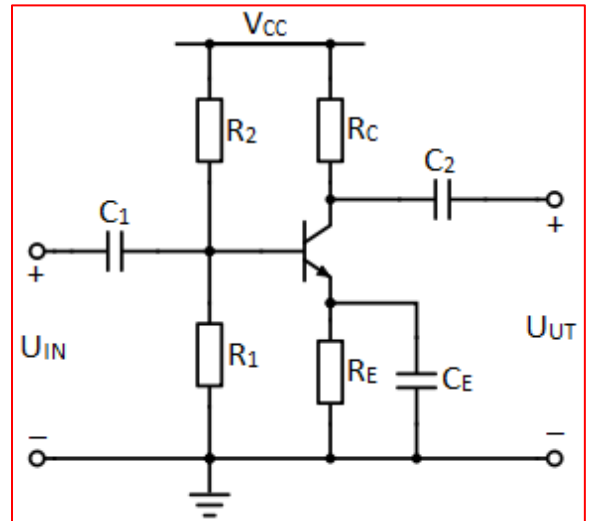 VCC
R2
RC
C2
C1
+
+
UIN
R1
RE
CE
UUT
−
−